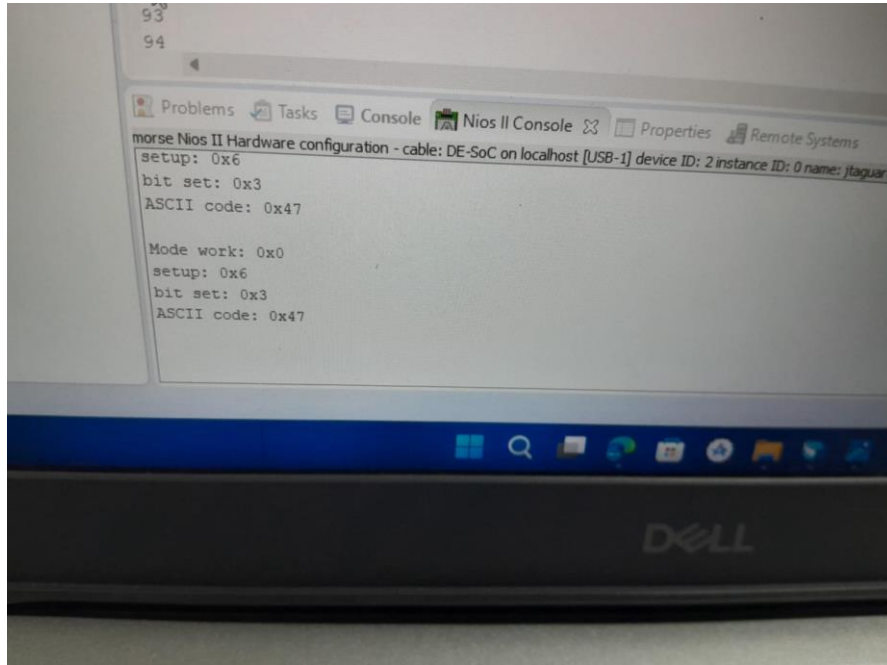 93
94
Problems Tasks Console Nios II Console Properties Remote Systems
morse Nios II Hardware configuration - cable: DE-SoC on localhost [USB-1] device ID: 2 instance ID: 0 name: jtaguar
setup: 0x6
bit set: 0x3
ASCII code: 0x47
Mode work: 0x0
setup: 0x6
bit set: 0x3
ASCII code: 0x47
DELL